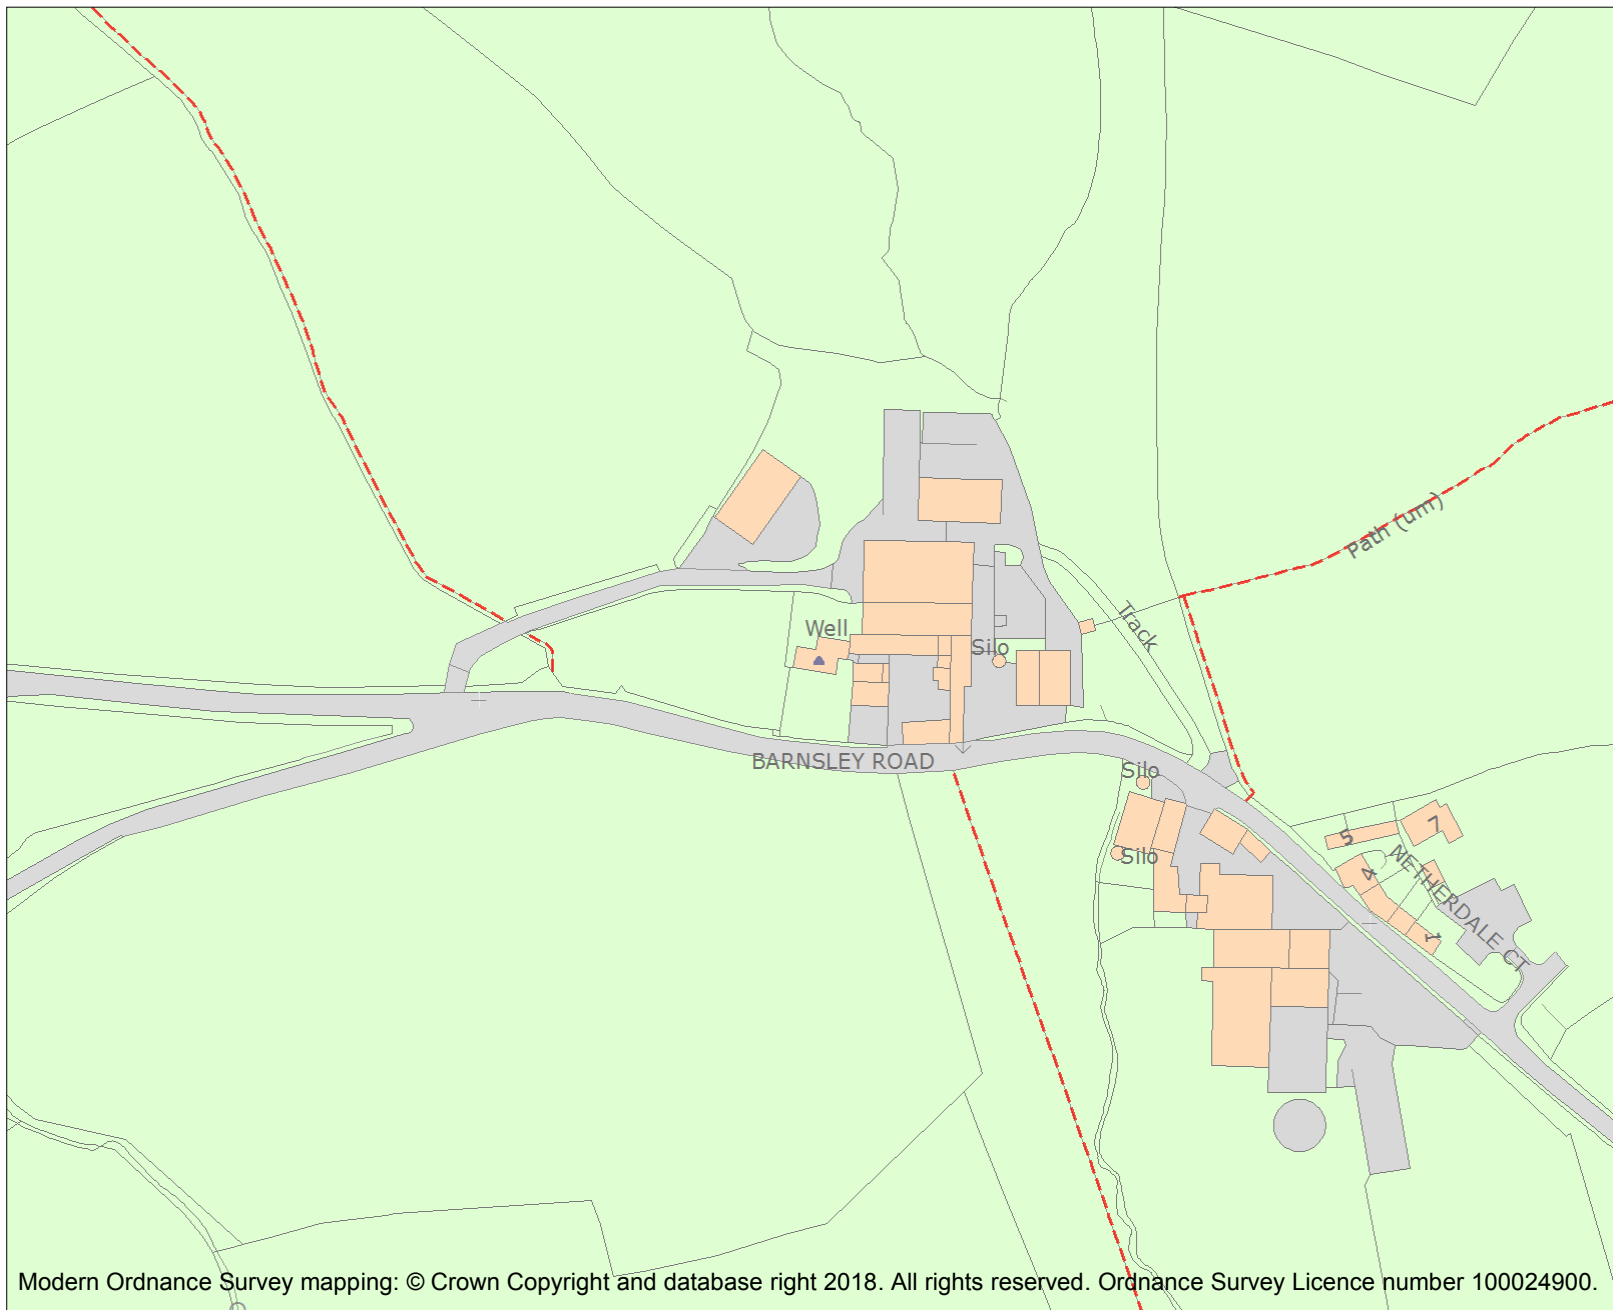 Path (um)
Track
Well
Silo
BARNSLEY ROAD
Silo
Silo
5
7
4
NETHERDALE CT
1
Modern Ordnance Survey mapping: © Crown Copyright and database right 2018. All rights reserved. Ordnance Survey Licence number 100024900.